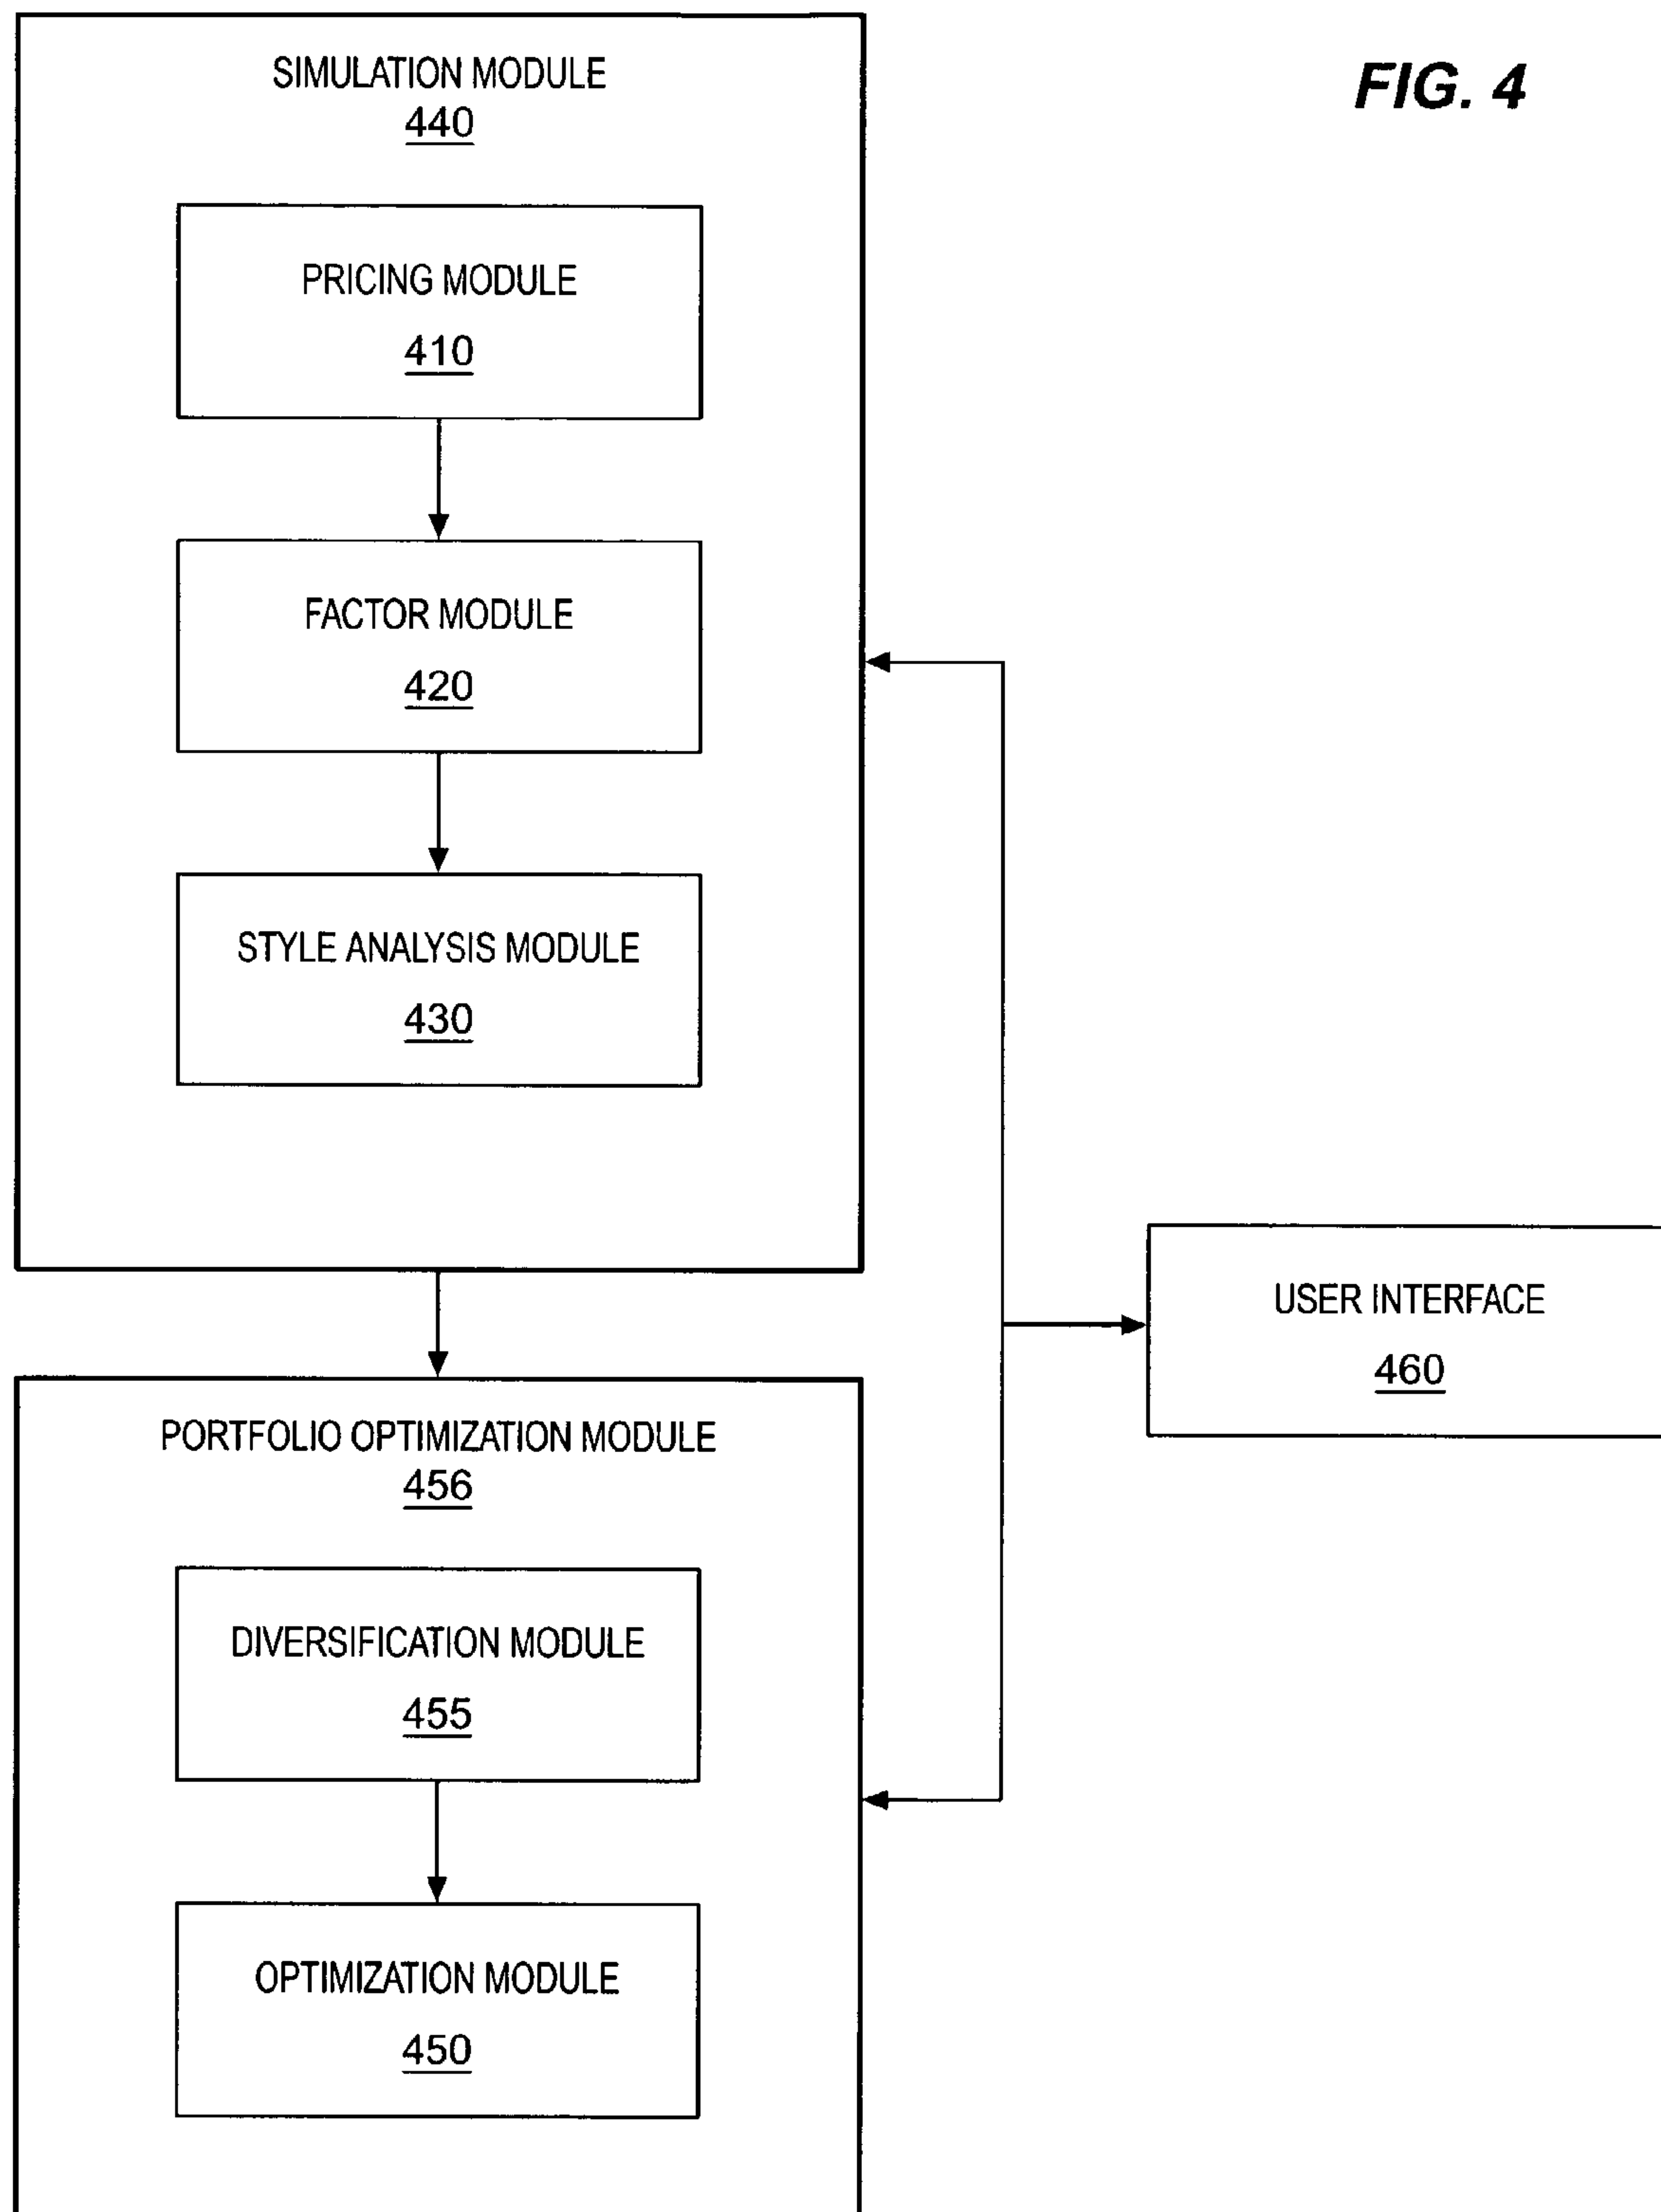 FIG. 4
SIMULATION MODULE
440
PRICING MODULE
410
FACTOR MODULE
420
STYLE ANALYSIS MODULE
430
USER INTERFACE
460
PORTFOLIO OPTIMIZATION MODULE
456
DIVERSIFICATION MODULE
455
OPTIMIZATION MODULE
450